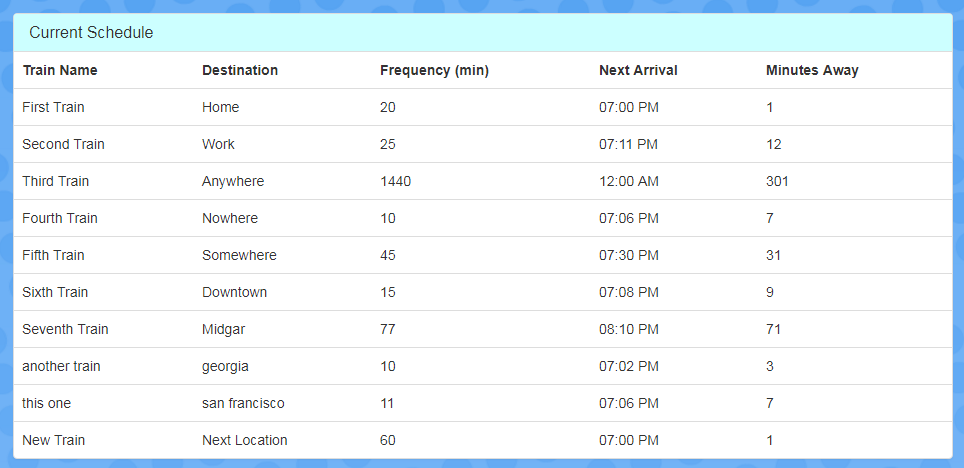 Current Schedule
Train Name Destination Frequency (min) Next Arrival Minutes Away
First Train Home 20 07:00 PM 1
Second Train Work 25 07:11 PM 12
Third Train Anywhere 1440 12:00 AM 301
Fourth Train Nowhere 10 07:06 PM 7
Fifth Train Somewhere 45 07:30 PM 31
Sixth Train Downtown 15 07:08 PM 9
Seventh Train Midgar 77 08:10 PM 71
another train georgia 10 07:02 PM 3
this one san francisco 11 07:06 PM 7
New Train Next Location 60 07:00 PM 1